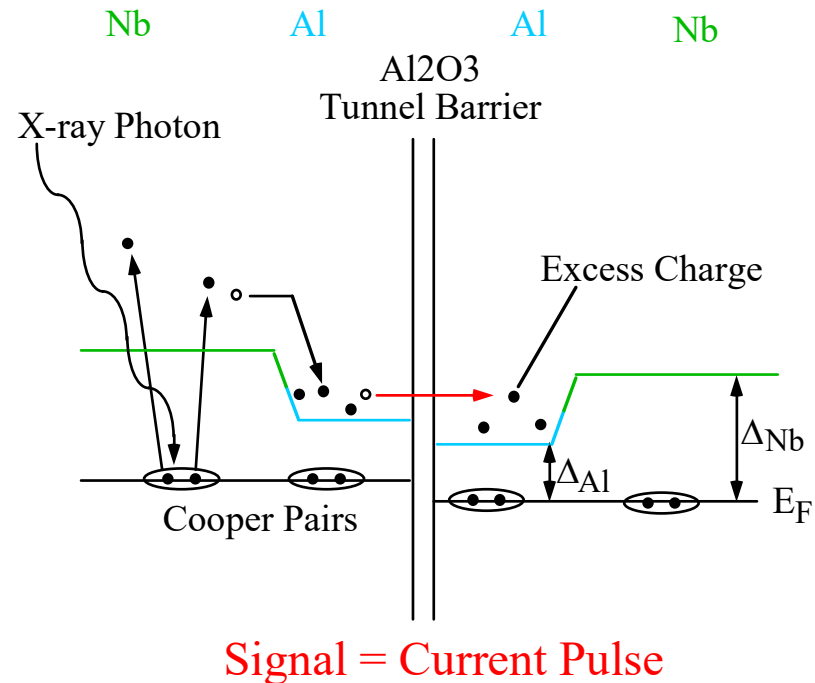 Nb Al Al Nb
Al2O3
Tunnel Barrier
X-ray Photon
Excess Charge
ΔNb
ΔAl
EF
Cooper Pairs
Signal = Current Pulse